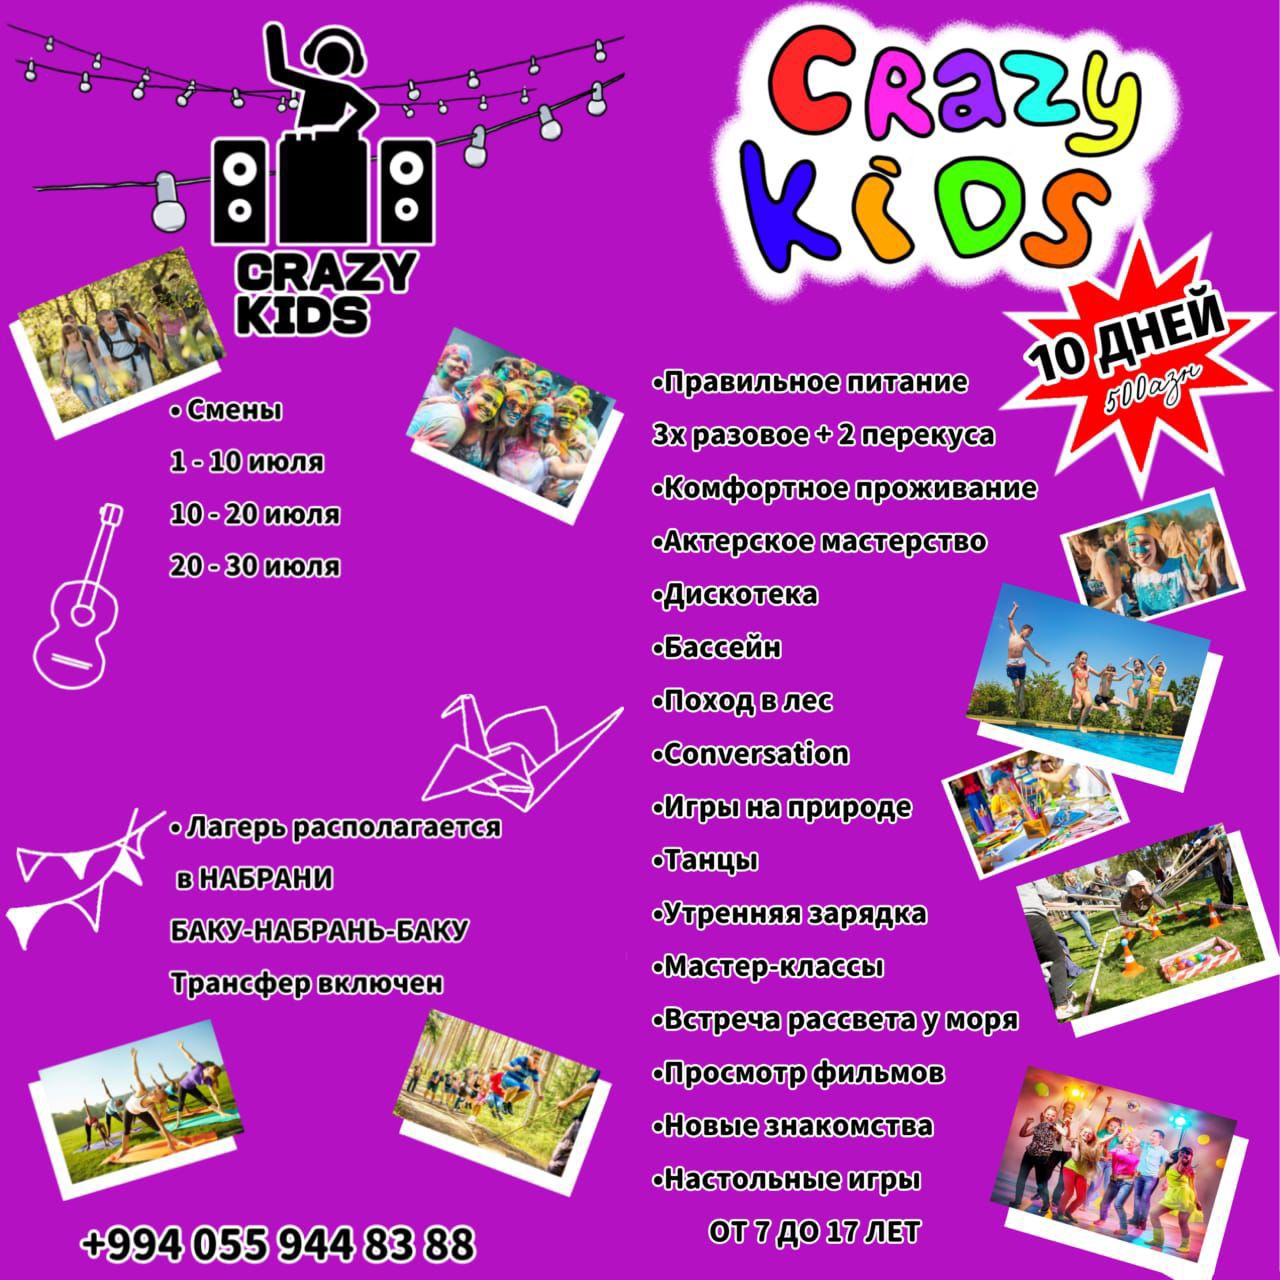 CRAZY
KIDS
• Смены
1 - 10 июля
10 - 20 июля
20 - 30 июля
• Лагерь располагается
в НАБРАНИ
БАКУ-НАБРАНЬ-БАКУ
Трансфер включен
+994 055 944 83 88
Crazy
KiDS
10 ДНЕЙ
500азн
•Правильное питание
3х разовое + 2 перекуса
•Комфортное проживание
•Актерское мастерство
•Дискотека
•Бассейн
•Поход в лес
•Conversation
•Игры на природе
•Танцы
•Утренняя зарядка
•Мастер-классы
•Встреча рассвета у моря
•Просмотр фильмов
•Новые знакомства
•Настольные игры
ОТ 7 ДО 17 ЛЕТ